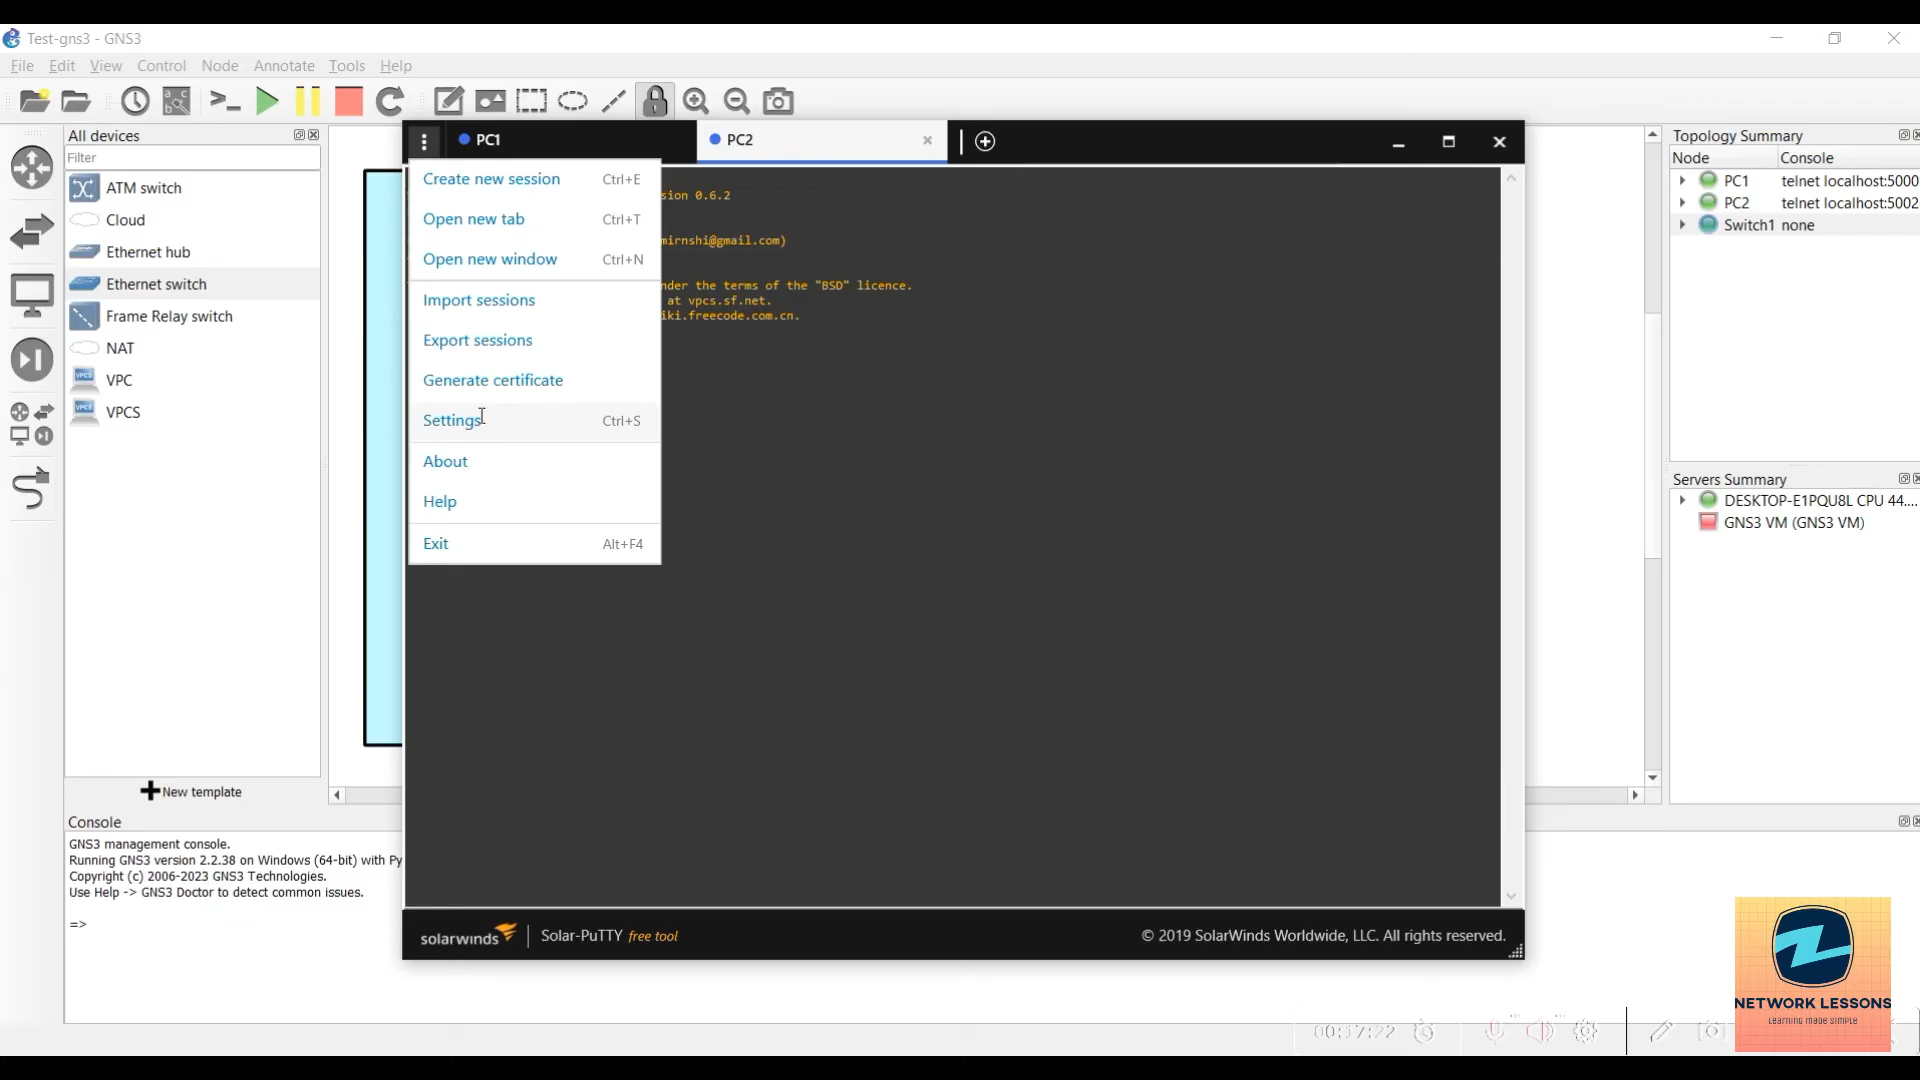 Test-gns3 - GNS3
File Edit View Control Node Annotate Tools Help
All devices
Filter
ATM switch
Cloud
Ethernet hub
Ethernet switch
Frame Relay switch
NAT
VPC
VPCS
New template
PC1
PC2
Create new session Ctrl+E
Open new tab Ctrl+T
Open new window Ctrl+N
Import sessions
Export sessions
Generate certificate
Settings Ctrl+S
About
Help
Exit Alt+F4
sion 0.6.2
mirnshi@gmail.com)
nder the terms of the "BSD" licence.
at vpcs.sf.net.
iki.freecode.com.cn.
solarwinds Solar-PuTTY free tool
© 2019 SolarWinds Worldwide, LLC. All rights reserved.
Topology Summary
Node Console
PC1 telnet localhost:5000
PC2 telnet localhost:5002
Switch1 none
Servers Summary
DESKTOP-E1PQU8L CPU 44....
GNS3 VM (GNS3 VM)
Console
GNS3 management console.
Running GNS3 version 2.2.38 on Windows (64-bit) with Py
Copyright (c) 2006-2023 GNS3 Technologies.
Use Help -> GNS3 Doctor to detect common issues.
=>
00:17:22
NETWORK LESSONS
Learning made simple